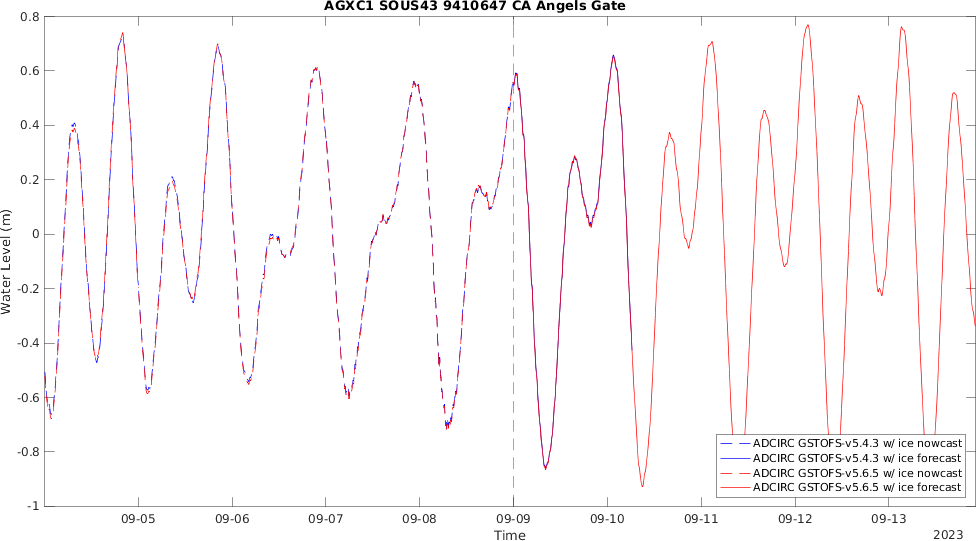 AGXC1 SOUS43 9410647 CA Angels Gate
0.8
0.6
0.4
0.2
0
-0.2
-0.4
-0.6
-0.8
-1
Water Level (m)
ADCIRC GSTOFS-v5.4.3 w/ ice nowcast
ADCIRC GSTOFS-v5.4.3 w/ ice forecast
ADCIRC GSTOFS-v5.6.5 w/ ice nowcast
ADCIRC GSTOFS-v5.6.5 w/ ice forecast
09-05 09-06 09-07 09-08 09-09 09-10 09-11 09-12 09-13
Time
2023